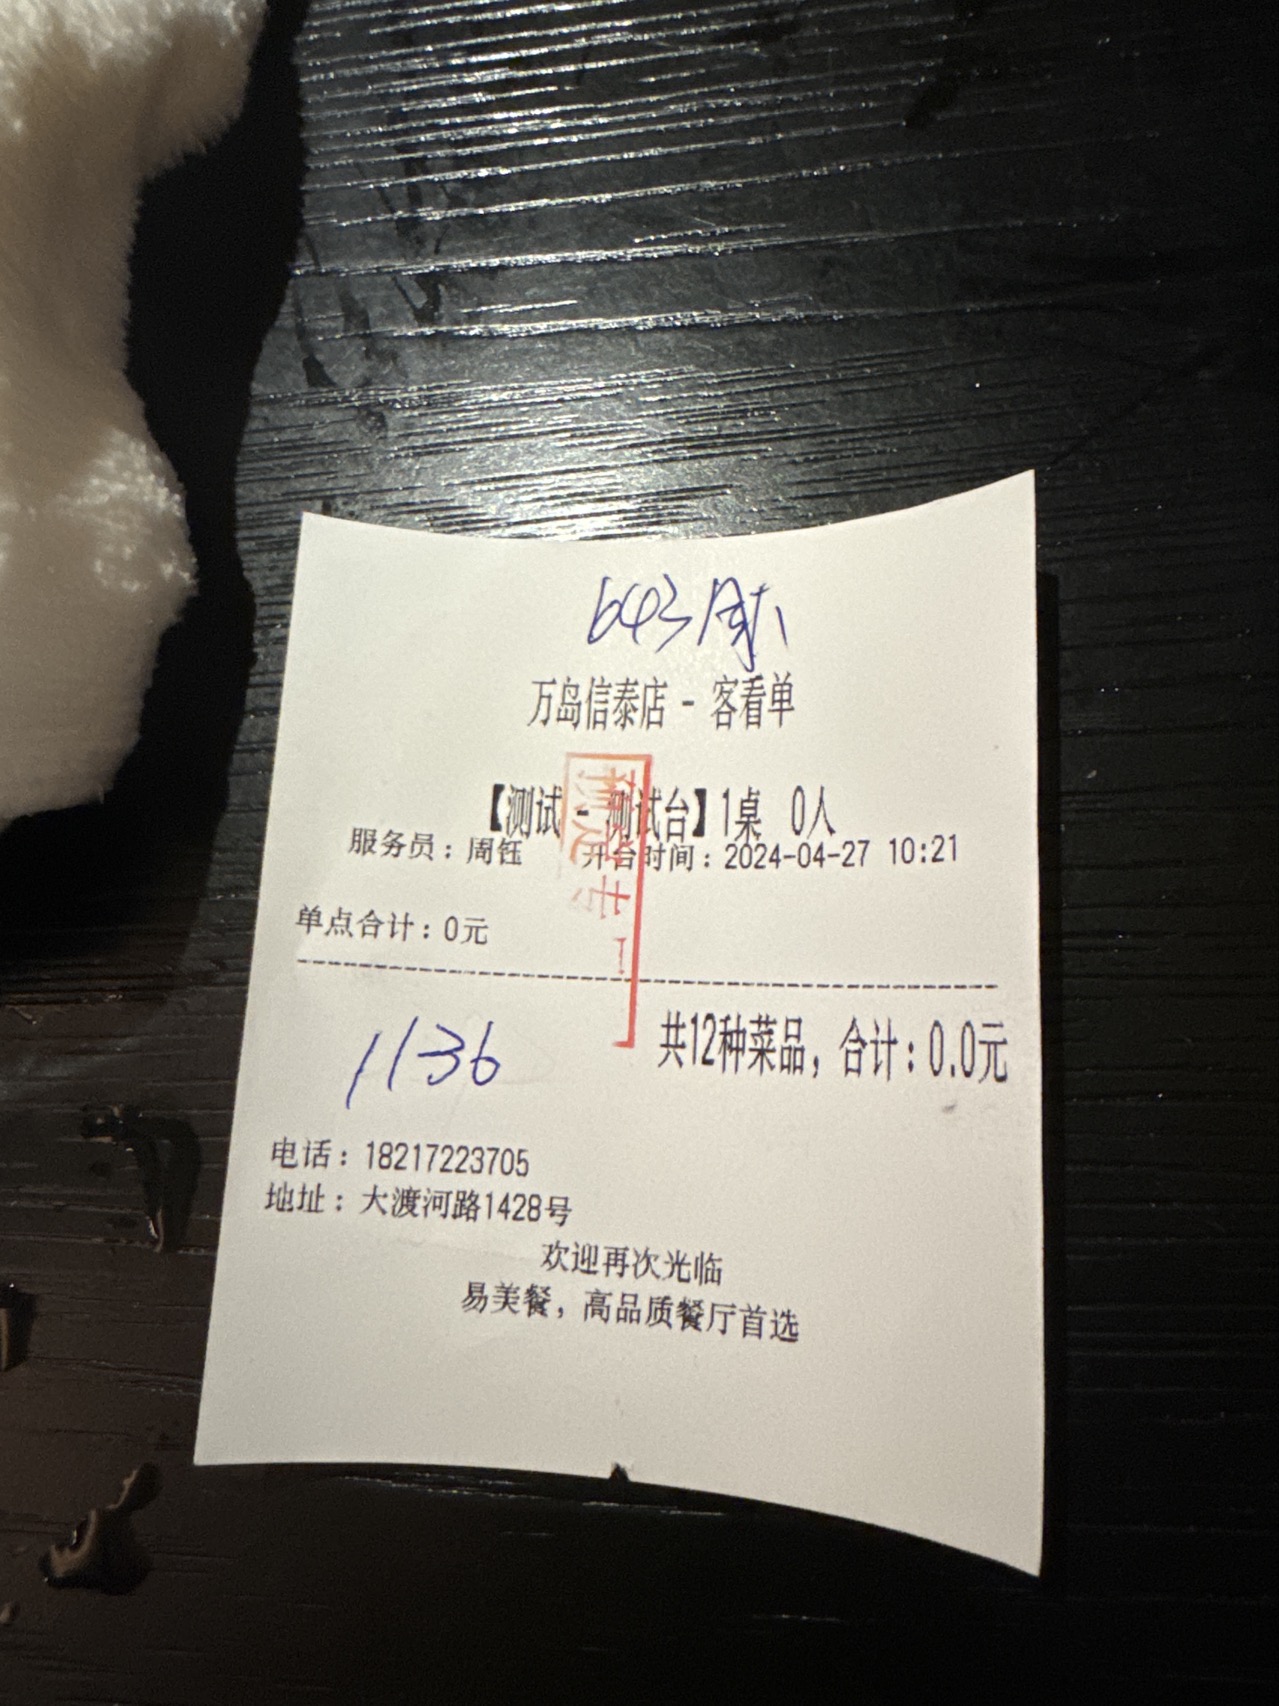 643
万岛信泰店 - 客看单
【测试 - 测试台】1桌 0人
服务员：周钰 开台时间：2024-04-27 10:21
单点合计：0元
共12种菜品，合计：0.0元
1136
电话：18217223705
地址：大渡河路1428号
欢迎再次光临
易美餐，高品质餐厅首选